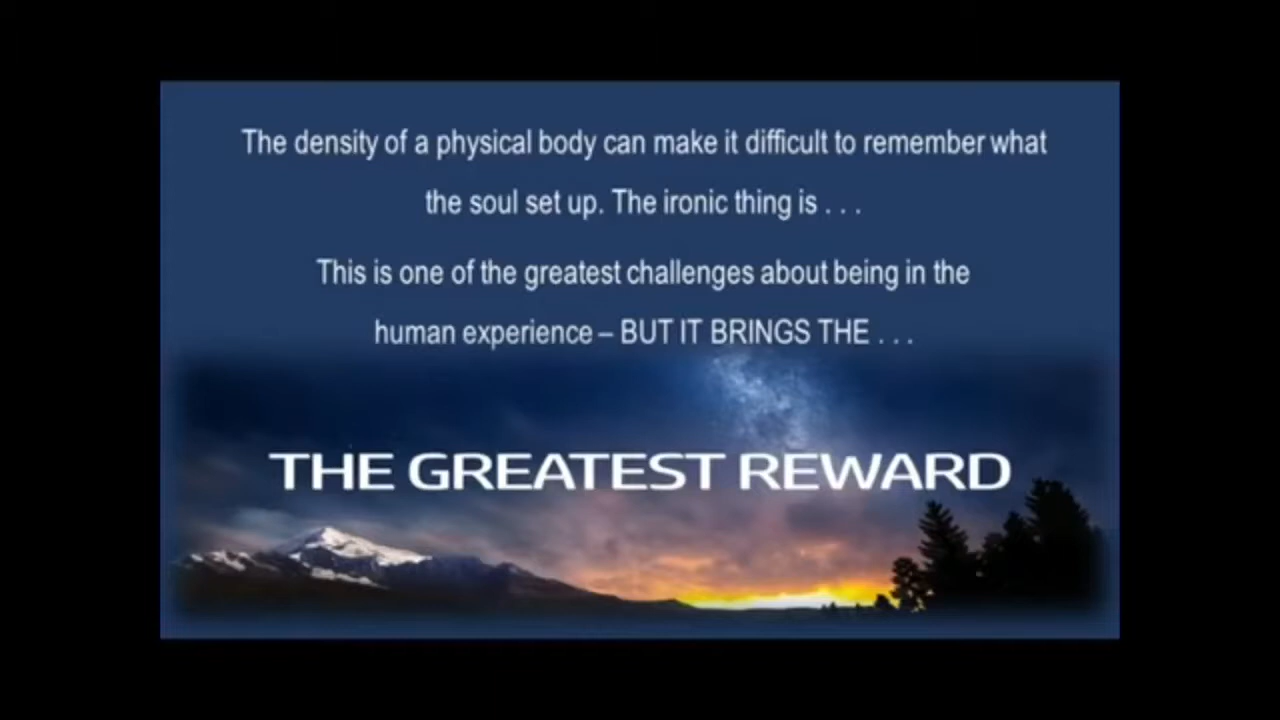 The density of a physical body can make it difficult to remember what
the soul set up. The ironic thing is . . .
This is one of the greatest challenges about being in the
human experience – BUT IT BRINGS THE . . .
THE GREATEST REWARD